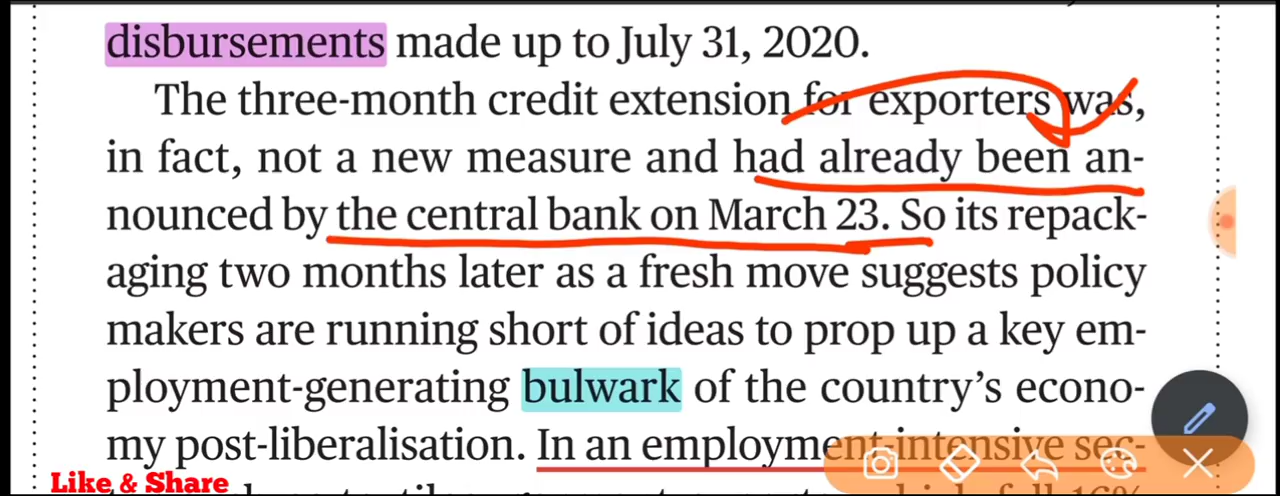 disbursements made up to July 31, 2020.
The three-month credit extension for exporters was,
in fact, not a new measure and had already been an-
nounced by the central bank on March 23. So its repack-
aging two months later as a fresh move suggests policy
makers are running short of ideas to prop up a key em-
ployment-generating bulwark of the country's econo-
my post-liberalisation. In an employment-intensive sec-
Like & Share